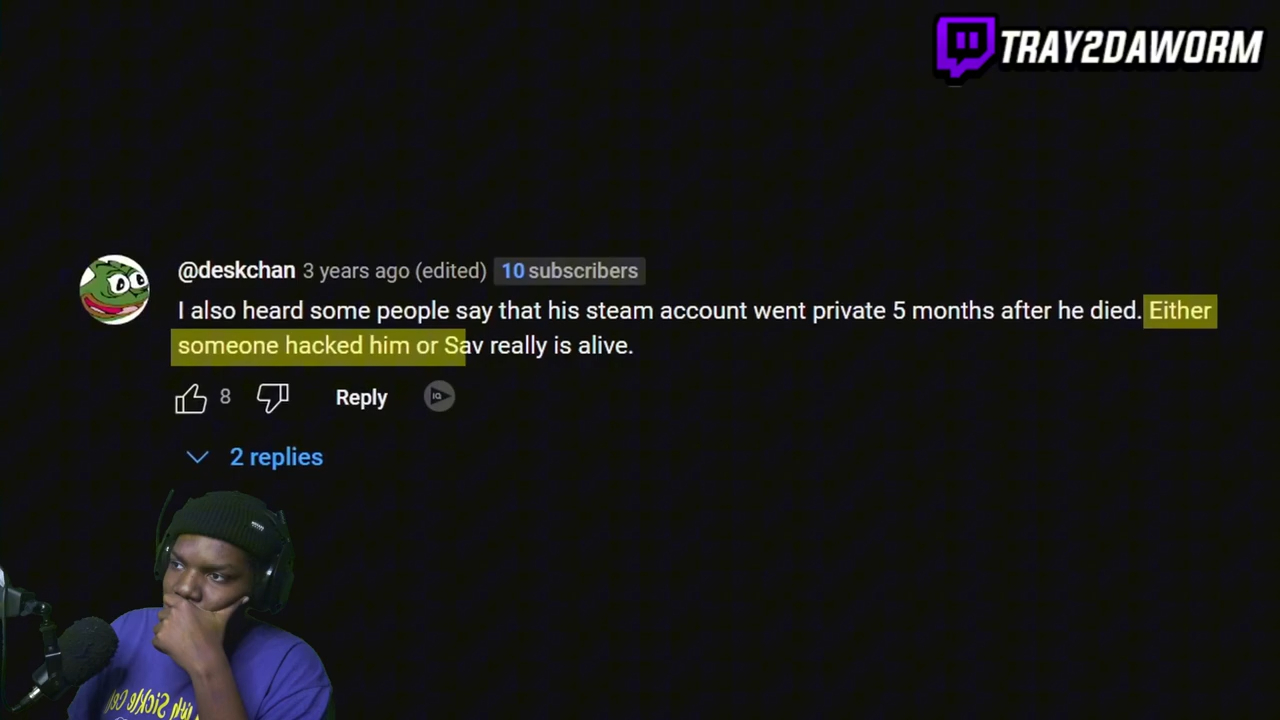 TRAY2DAWORM
@deskchan 3 years ago (edited) 10 subscribers
I also heard some people say that his steam account went private 5 months after he died. Either
someone hacked him or Sav really is alive.
8
Reply
IQ
2 replies